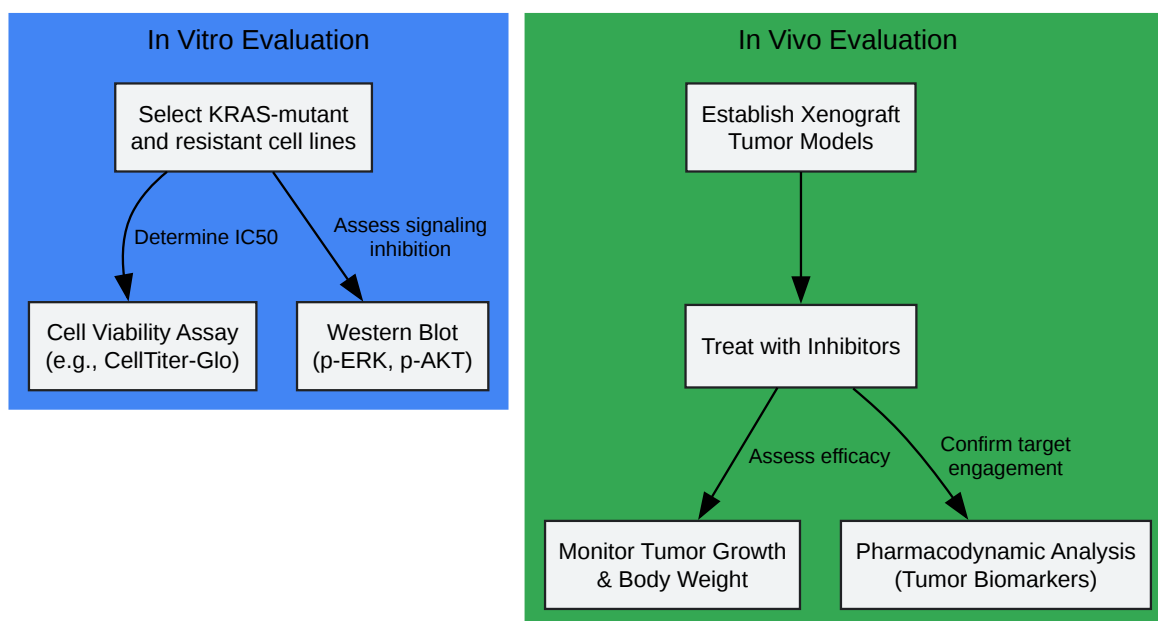 In Vitro Evaluation
Select KRAS-mutant
and resistant cell lines
Determine IC50
Assess signaling
inhibition
Cell Viability Assay
(e.g., CellTiter-Glo)
Western Blot
(p-ERK, p-AKT)
In Vivo Evaluation
Establish Xenograft
Tumor Models
Treat with Inhibitors
Assess efficacy
Confirm target
engagement
Monitor Tumor Growth
& Body Weight
Pharmacodynamic Analysis
(Tumor Biomarkers)